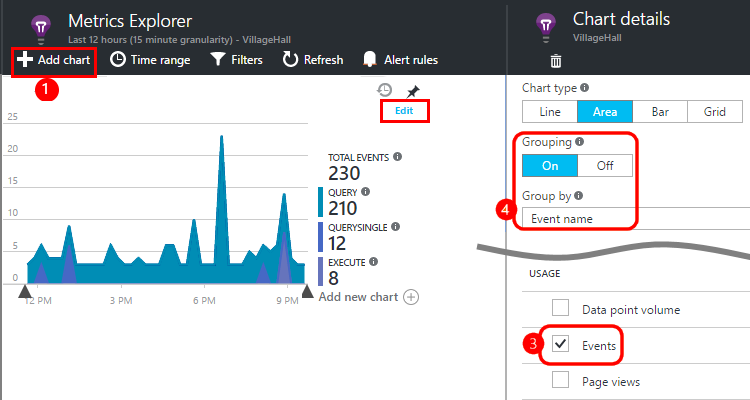 Metrics Explorer
Last 12 hours (15 minute granularity) - VillageHall
Add chart
Time range
Filters
Refresh
Alert rules
1
Edit
25
20
15
10
5
0
12 PM
3 PM
6 PM
9 PM
TOTAL EVENTS
230
QUERY
210
QUERYSINGLE
12
EXECUTE
8
Add new chart
Chart details
VillageHall
Chart type
Line
Area
Bar
Grid
Grouping
On
Off
Group by
4
Event name
USAGE
Data point volume
3
Events
Page views